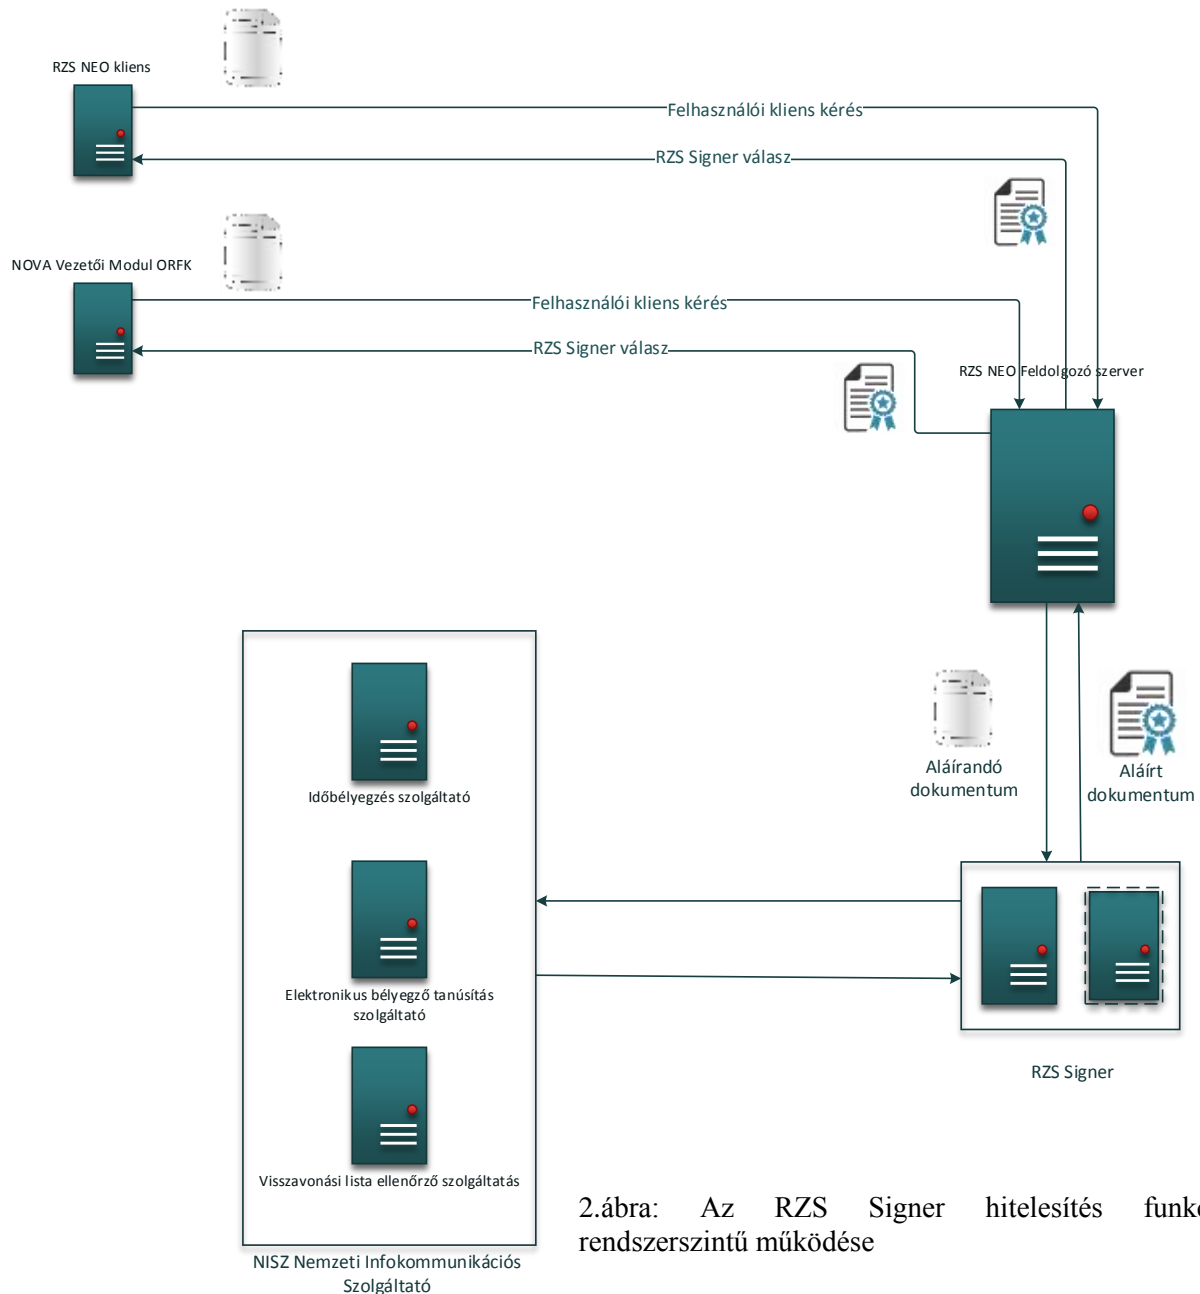 RZS NEO kliens
Felhasználói kliens kérés
RZS Signer válasz
NOVA Vezetői Modul ORFK
Felhasználói kliens kérés
RZS Signer válasz
RZS NEO Feldolgozó szerver
Aláírandó
dokumentum
Aláírt
dokumentum
Időbélyegzés szolgáltató
Elektronikus bélyegző tanúsítás
szolgáltató
Visszavonási lista ellenőrző szolgáltatás
RZS Signer
NISZ Nemzeti Infokommunikációs
Szolgáltató
2.ábra: Az RZS Signer hitelesítés
rendszerszintű működése